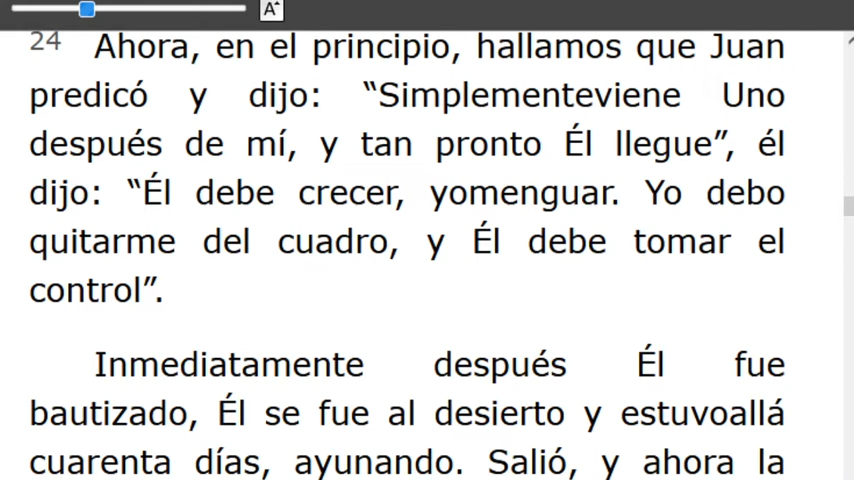 24 Ahora, en el principio, hallamos que Juan
predicó y dijo: “Simplementeviene Uno
después de mí, y tan pronto Él llegue”, él
dijo: “Él debe crecer, yomenguar. Yo debo
quitarme del cuadro, y Él debe tomar el
control”.
Inmediatamente después Él fue
bautizado, Él se fue al desierto y estuvoallá
cuarenta días, ayunando. Salió, y ahora la